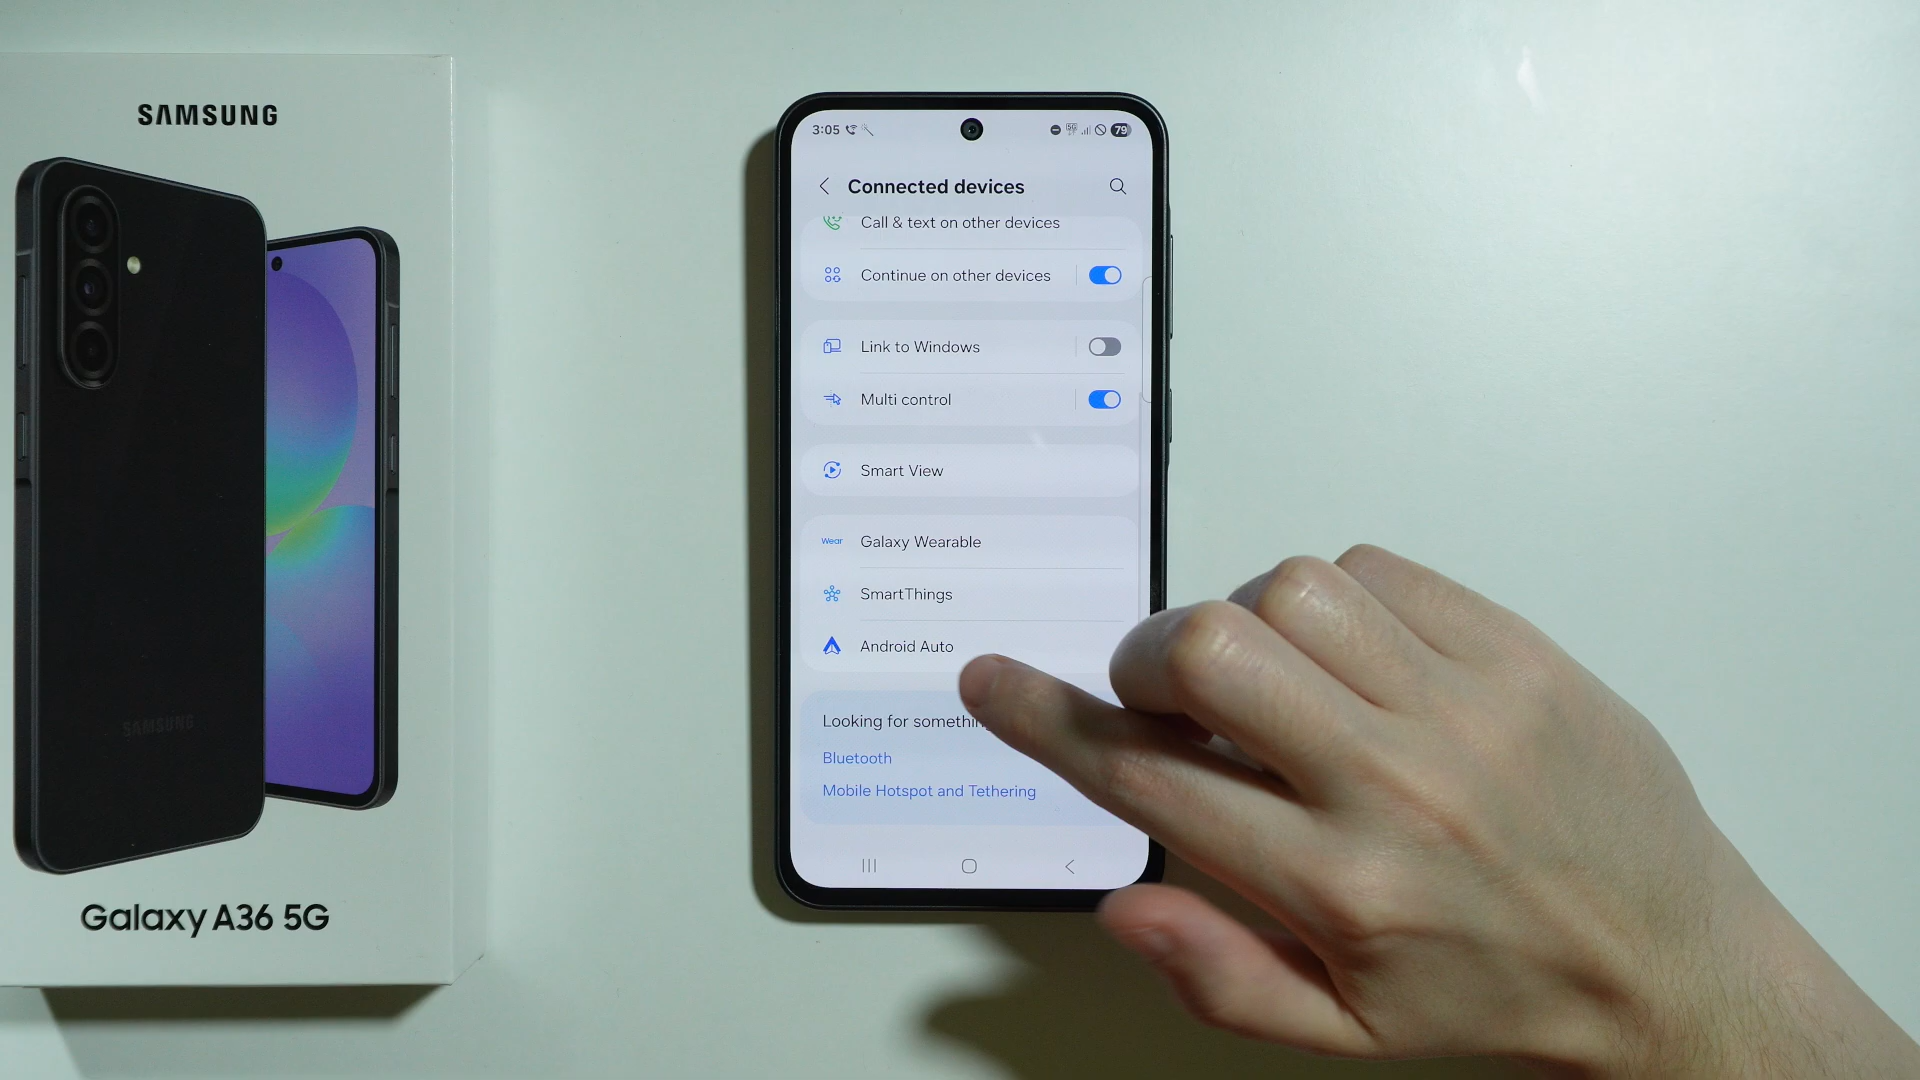 SAMSUNG
SAMSUNG
Galaxy A36 5G
3:05
79
Connected devices
Call & text on other devices
Continue on other devices
Link to Windows
Multi control
Smart View
Wear
Galaxy Wearable
SmartThings
Android Auto
Looking for
Bluetooth
Mobile Hotspot and Tethering